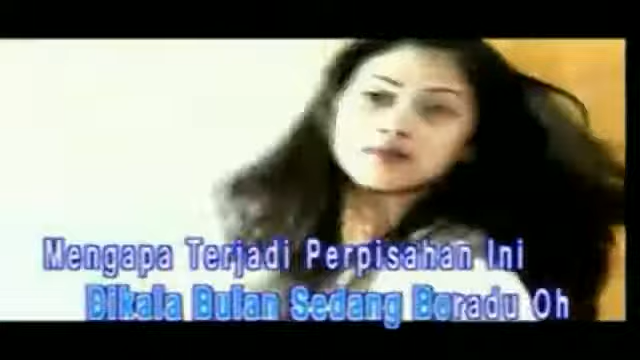 Mengapa Terjadi Perpisahan Ini
Dikala Bulan Sedang Beradu Oh